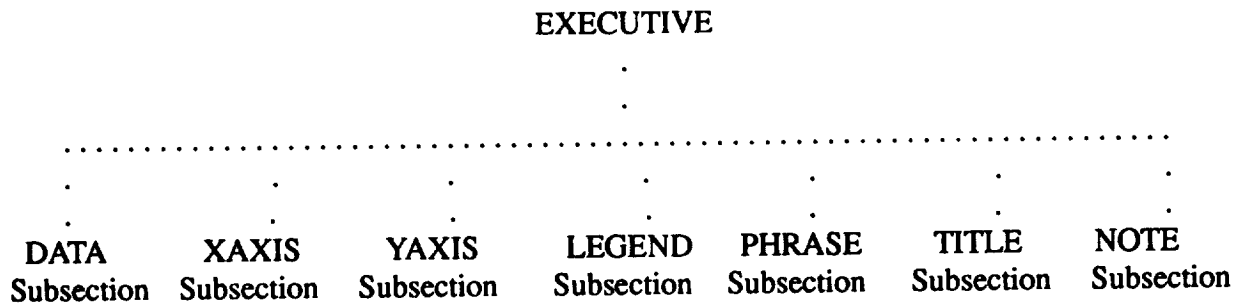 EXECUTIVE
DATA XAXIS YAXIS LEGEND PHRASE TITLE NOTE
Subsection Subsection Subsection Subsection Subsection Subsection Subsection